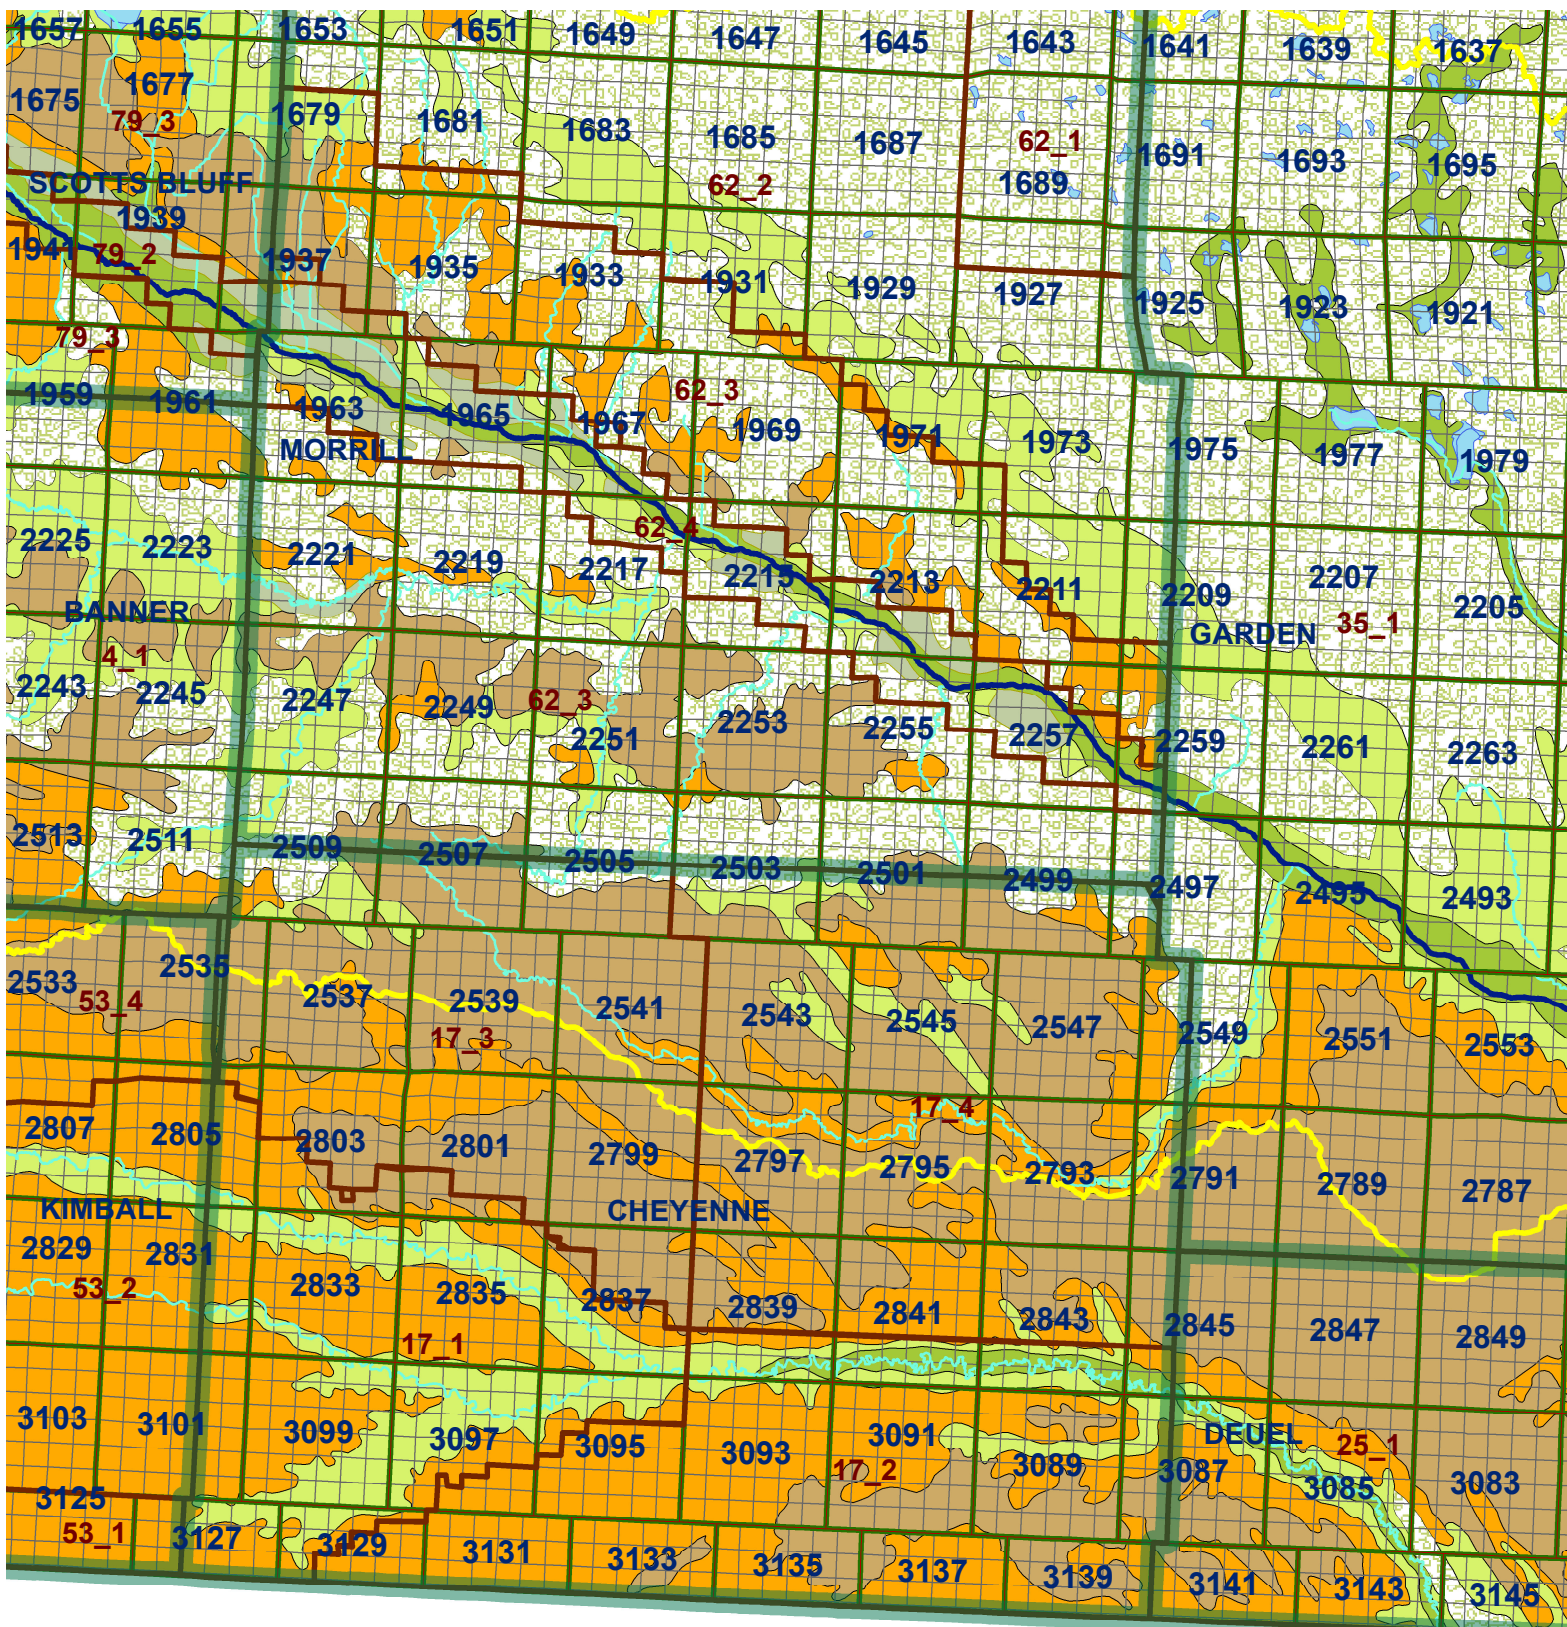 1657 1655 1653 1651 1649 1647 1645 1643 1641 1639 1637
1675 1677 1679 1681 1683 1685 1687 62_1 1691 1693 1695
79_3 62_2 1689
SCOTTS BLUFF
1939
1941 79_2 1937 1935 1933 1931 1929 1927 1925 1923 1921
79_3
1959 1961 1963 1965 1967 62_3 1969 1971 1973 1975 1977 1979
MORRILL
2225 2223 2221 2219 2217 62_4 2215 2213 2211 2209 2207 2205
BANNER GARDEN 35_1
4_1
2243 2245 2247 2249 62_3 2251 2253 2255 2257 2259 2261 2263
2513 2511 2509 2507 2505 2503 2501 2499 2497 2495 2493
2533 2535 2537 2539 2541 2543 2545 2547 2549 2551 2553
53_4 17_3
17_4
2807 2805 2803 2801 2799 2797 2795 2793 2791 2789 2787
KIMBALL CHEYENNE
2829 2831 2833 2835 2837 2839 2841 2843 2845 2847 2849
53_2
17_1
3103 3101 3099 3097 3095 3093 3091 3089 3087 3085 3083
DEUEL 25_1
17_2
3125
53_1 3127 3129 3131 3133 3135 3137 3139 3141 3143 3145